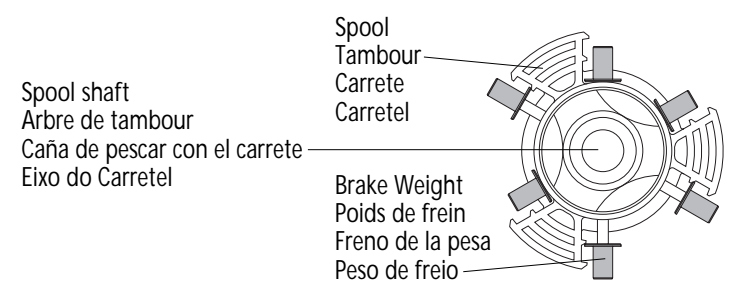 Spool
Tambour
Carrete
Carretel
Spool shaft
Arbre de tambour
Caña de pescar con el carrete
Eixo do Carretel
Brake Weight
Poids de frein
Freno de la pesa
Peso de freio